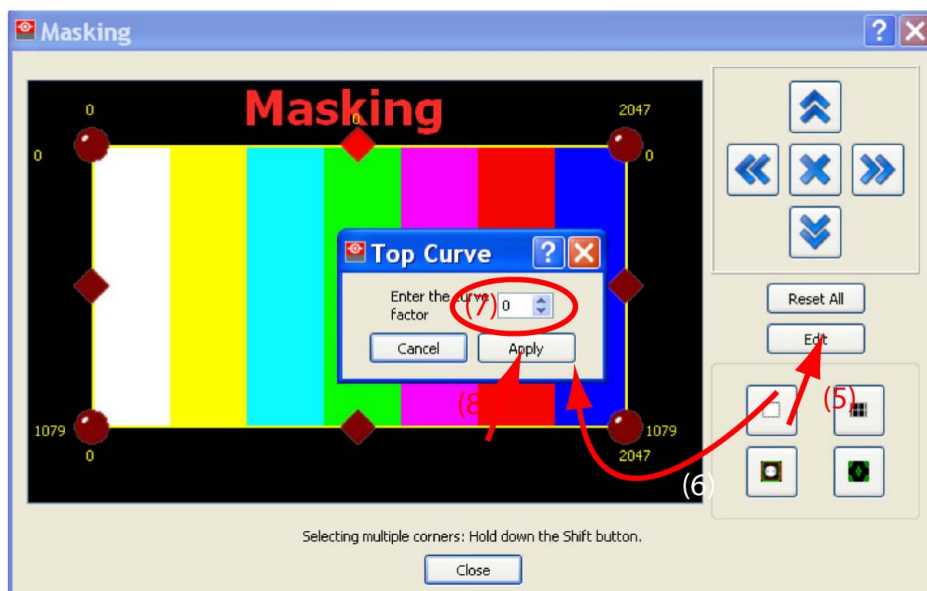 Masking
Masking
0
0
2047
0
0
Top Curve
Enter the curve
factor
(7)
0
Cancel
Apply
(8
Reset All
Edit
(5)
(6)
1079
0
1079
2047
Selecting multiple corners: Hold down the Shift button.
Close